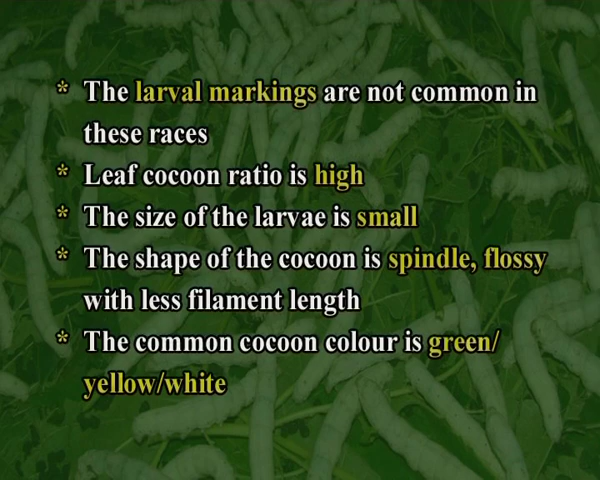 * The larval markings are not common in
these races
* Leaf cocoon ratio is high
* The size of the larvae is small
* The shape of the cocoon is spindle, flossy
with less filament length
* The common cocoon colour is green/
yellow/white